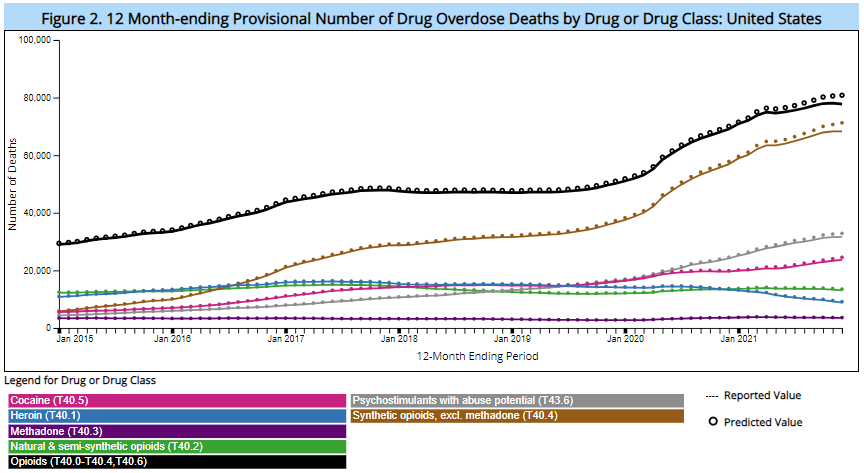 Figure 2. 12 Month-ending Provisional Number of Drug Overdose Deaths by Drug or Drug Class: United States
100,000
80,000
60,000
40,000
20,000
0
Number of Deaths
Jan 2015 Jan 2016 Jan 2017 Jan 2018 Jan 2019 Jan 2020 Jan 2021
12-Month Ending Period
Legend for Drug or Drug Class
Cocaine (T40.5)
Heroin (T40.1)
Methadone (T40.3)
Natural & semi-synthetic opioids (T40.2)
Opioids (T40.0-T40.4,T40.6)
Psychostimulants with abuse potential (T43.6)
Synthetic opioids, excl. methadone (T40.4)
Reported Value
Predicted Value